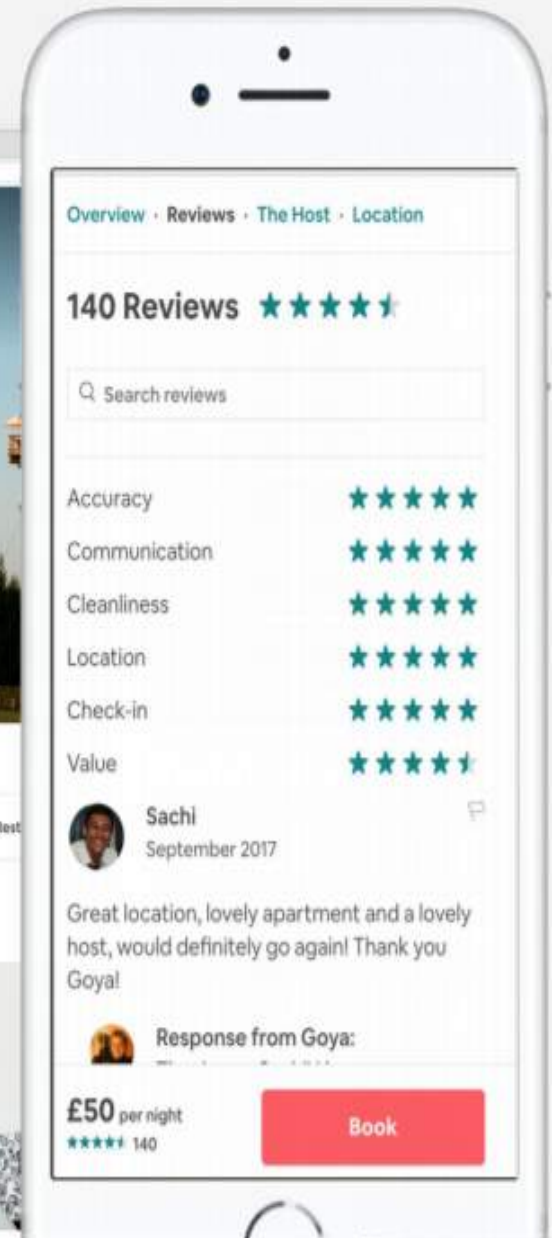 Overview · Reviews · The Host · Location
140 Reviews
Search reviews
Accuracy
Communication
Cleanliness
Location
Check-in
Value
Sachi
September 2017
Great location, lovely apartment and a lovely
host, would definitely go again! Thank you
Goya!
Response from Goya:
£50 per night
140
Book